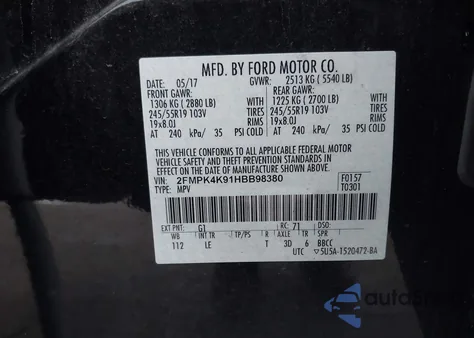 MFD. BY FORD MOTOR CO.
DATE: 05/17 GVWR: 2513 KG ( 5540 LB)
FRONT GAWR: REAR GAWR:
1306 KG ( 2880 LB) WITH 1225 KG ( 2700 LB) WITH
245/55R19 103V TIRES 245/55R19 103V TIRES
19x8.0J RIMS 19x8.0J RIMS
AT 240 kPa/ 35 PSI COLD AT 240 kPa/ 35 PSI COLD
THIS VEHICLE CONFORMS TO ALL APPLICABLE FEDERAL MOTOR
VEHICLE SAFETY AND THEFT PREVENTION STANDARDS IN
EFFECT ON THE DATE OF MANUFACTURE SHOWN ABOVE.
VIN: 2FMPK4K91HBB98380 F0157
TYPE: MPV T0301
EXT PNT: G1 RC: 71 DSO:
WB INT TR TP/PS R AXLE TR SPR
112 LE T 3D 6 BBCC
UTC ▽5U5A-1520472-BA